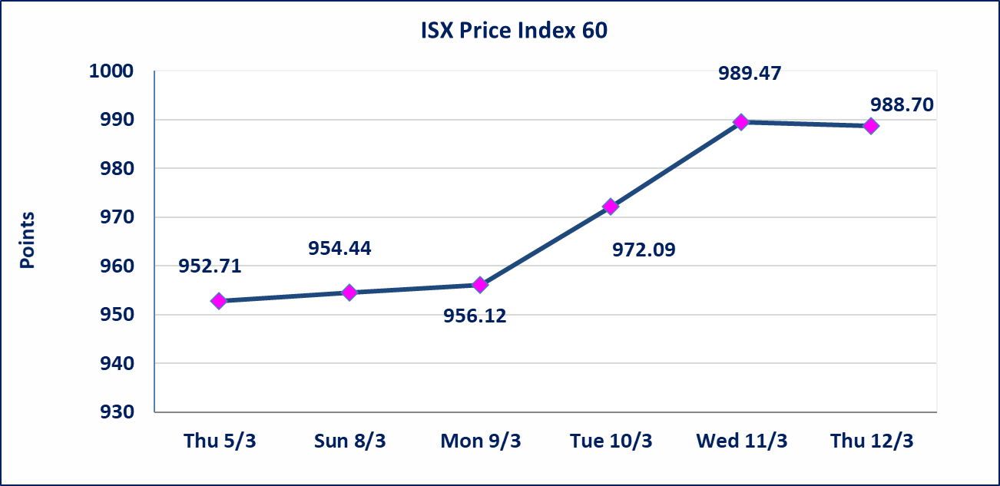 ISX Price Index 60
1000
990
980
970
960
950
940
930
Points
952.71
954.44
956.12
972.09
989.47
988.70
Thu 5/3
Sun 8/3
Mon 9/3
Tue 10/3
Wed 11/3
Thu 12/3